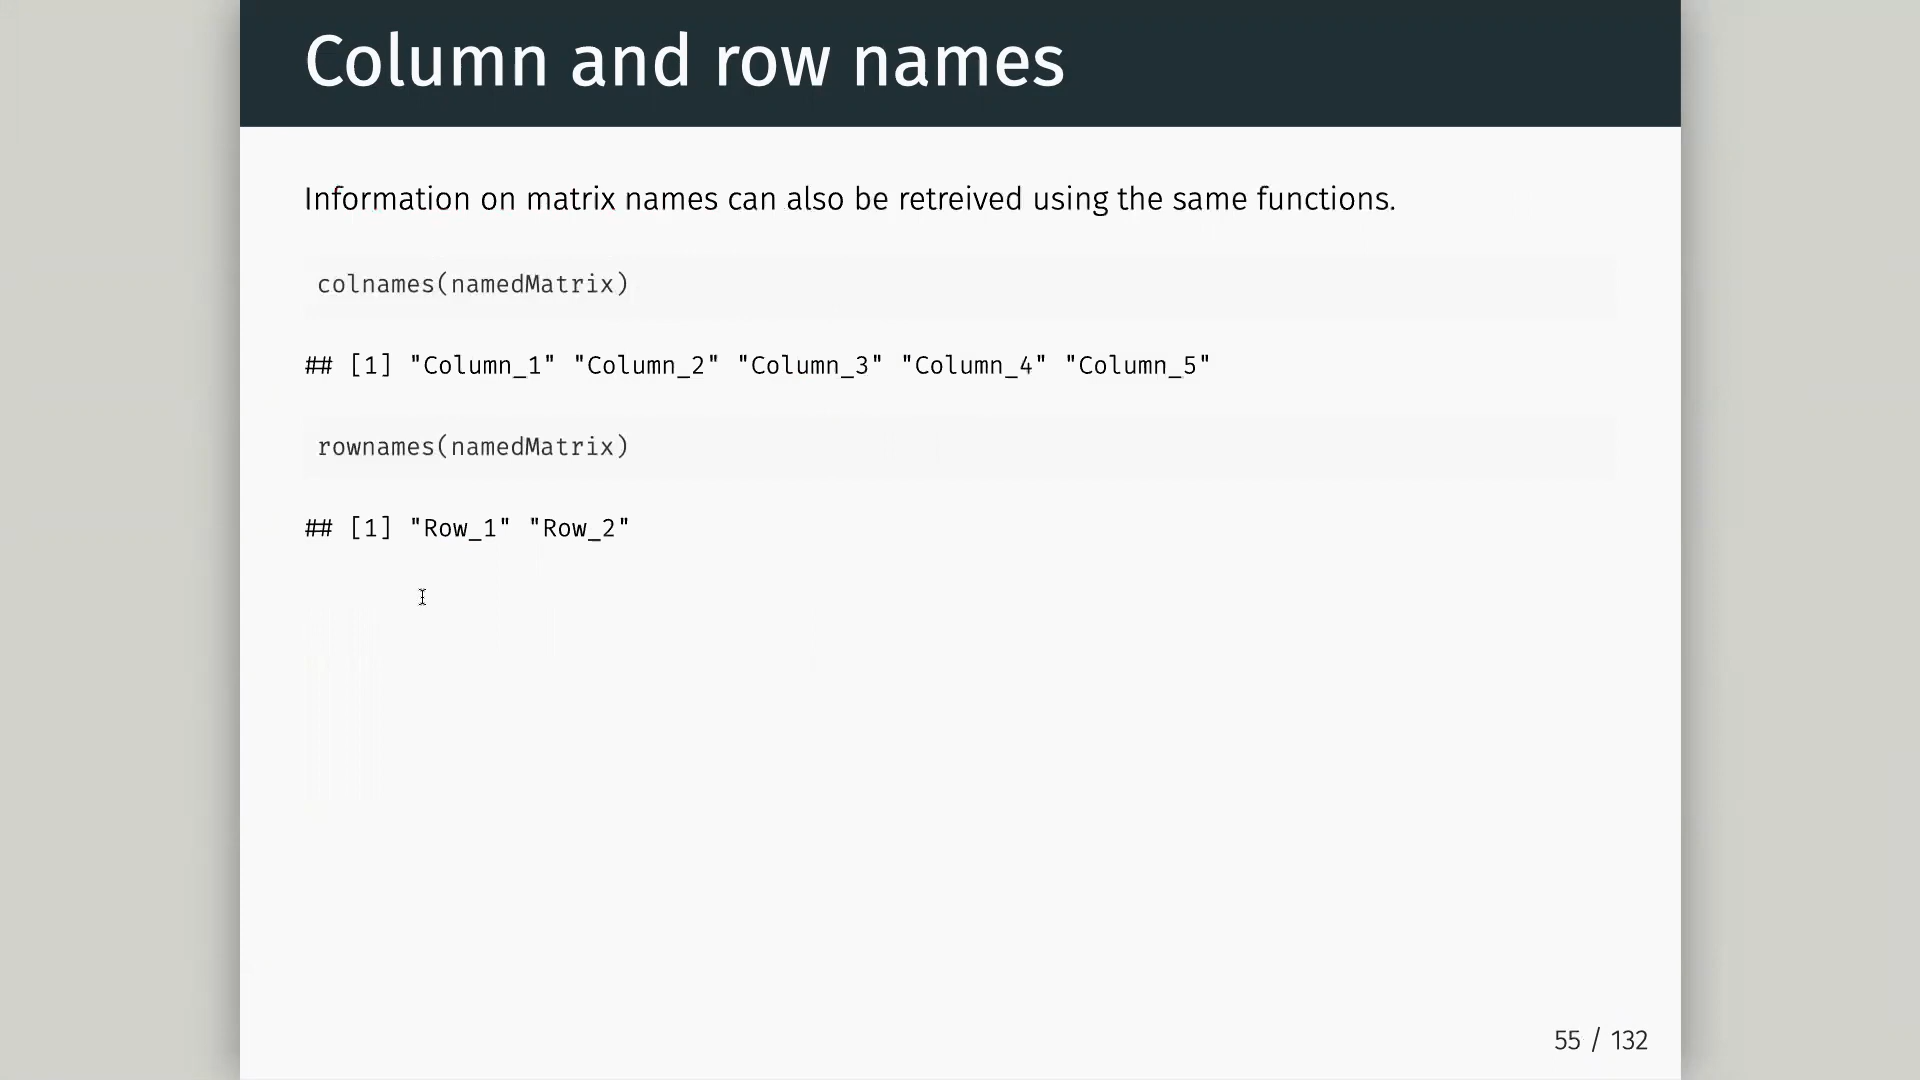 Column and row names
Information on matrix names can also be retreived using the same functions.
colnames(namedMatrix)
## [1] "Column_1" "Column_2" "Column_3" "Column_4" "Column_5"
rownames(namedMatrix)
## [1] "Row_1" "Row_2"
55 / 132